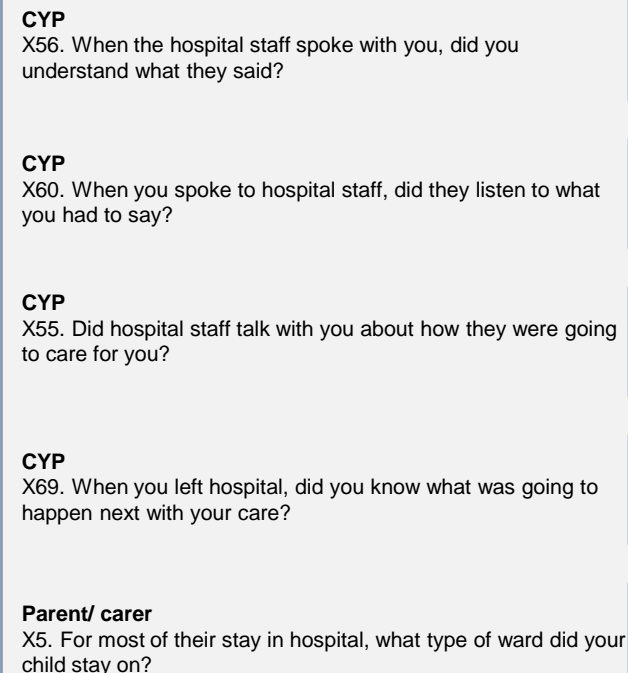 CYP
X56. When the hospital staff spoke with you, did you
understand what they said?
CYP
X60. When you spoke to hospital staff, did they listen to what
you had to say?
CYP
X55. Did hospital staff talk with you about how they were going
to care for you?
CYP
X69. When you left hospital, did you know what was going to
happen next with your care?
Parent/ carer
X5. For most of their stay in hospital, what type of ward did your
child stay on?